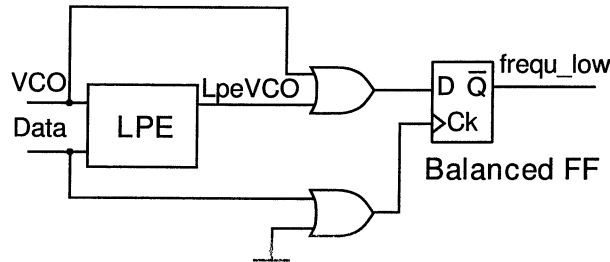 VCO
LpeVCO
Data
LPE
D Q̅
frequ_low
Ck
Balanced FF